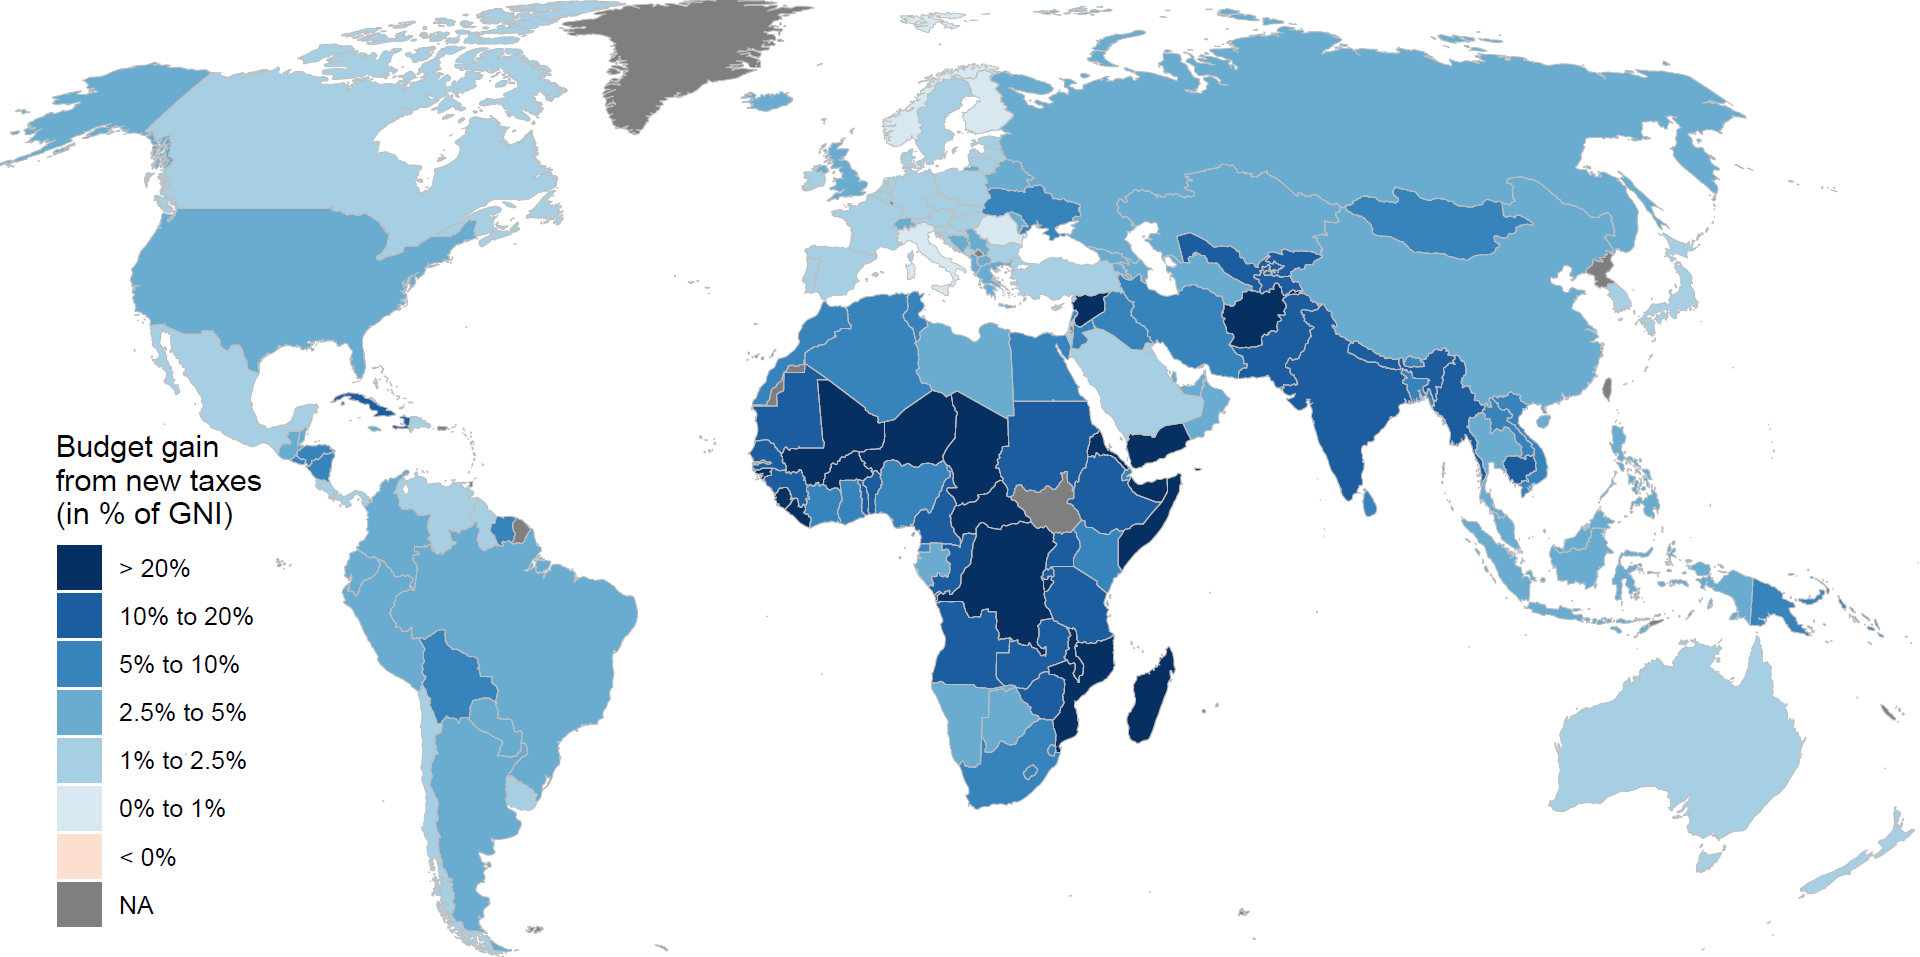 Budget gain
from new taxes
(in % of GNI)
> 20%
10% to 20%
5% to 10%
2.5% to 5%
1% to 2.5%
0% to 1%
< 0%
NA